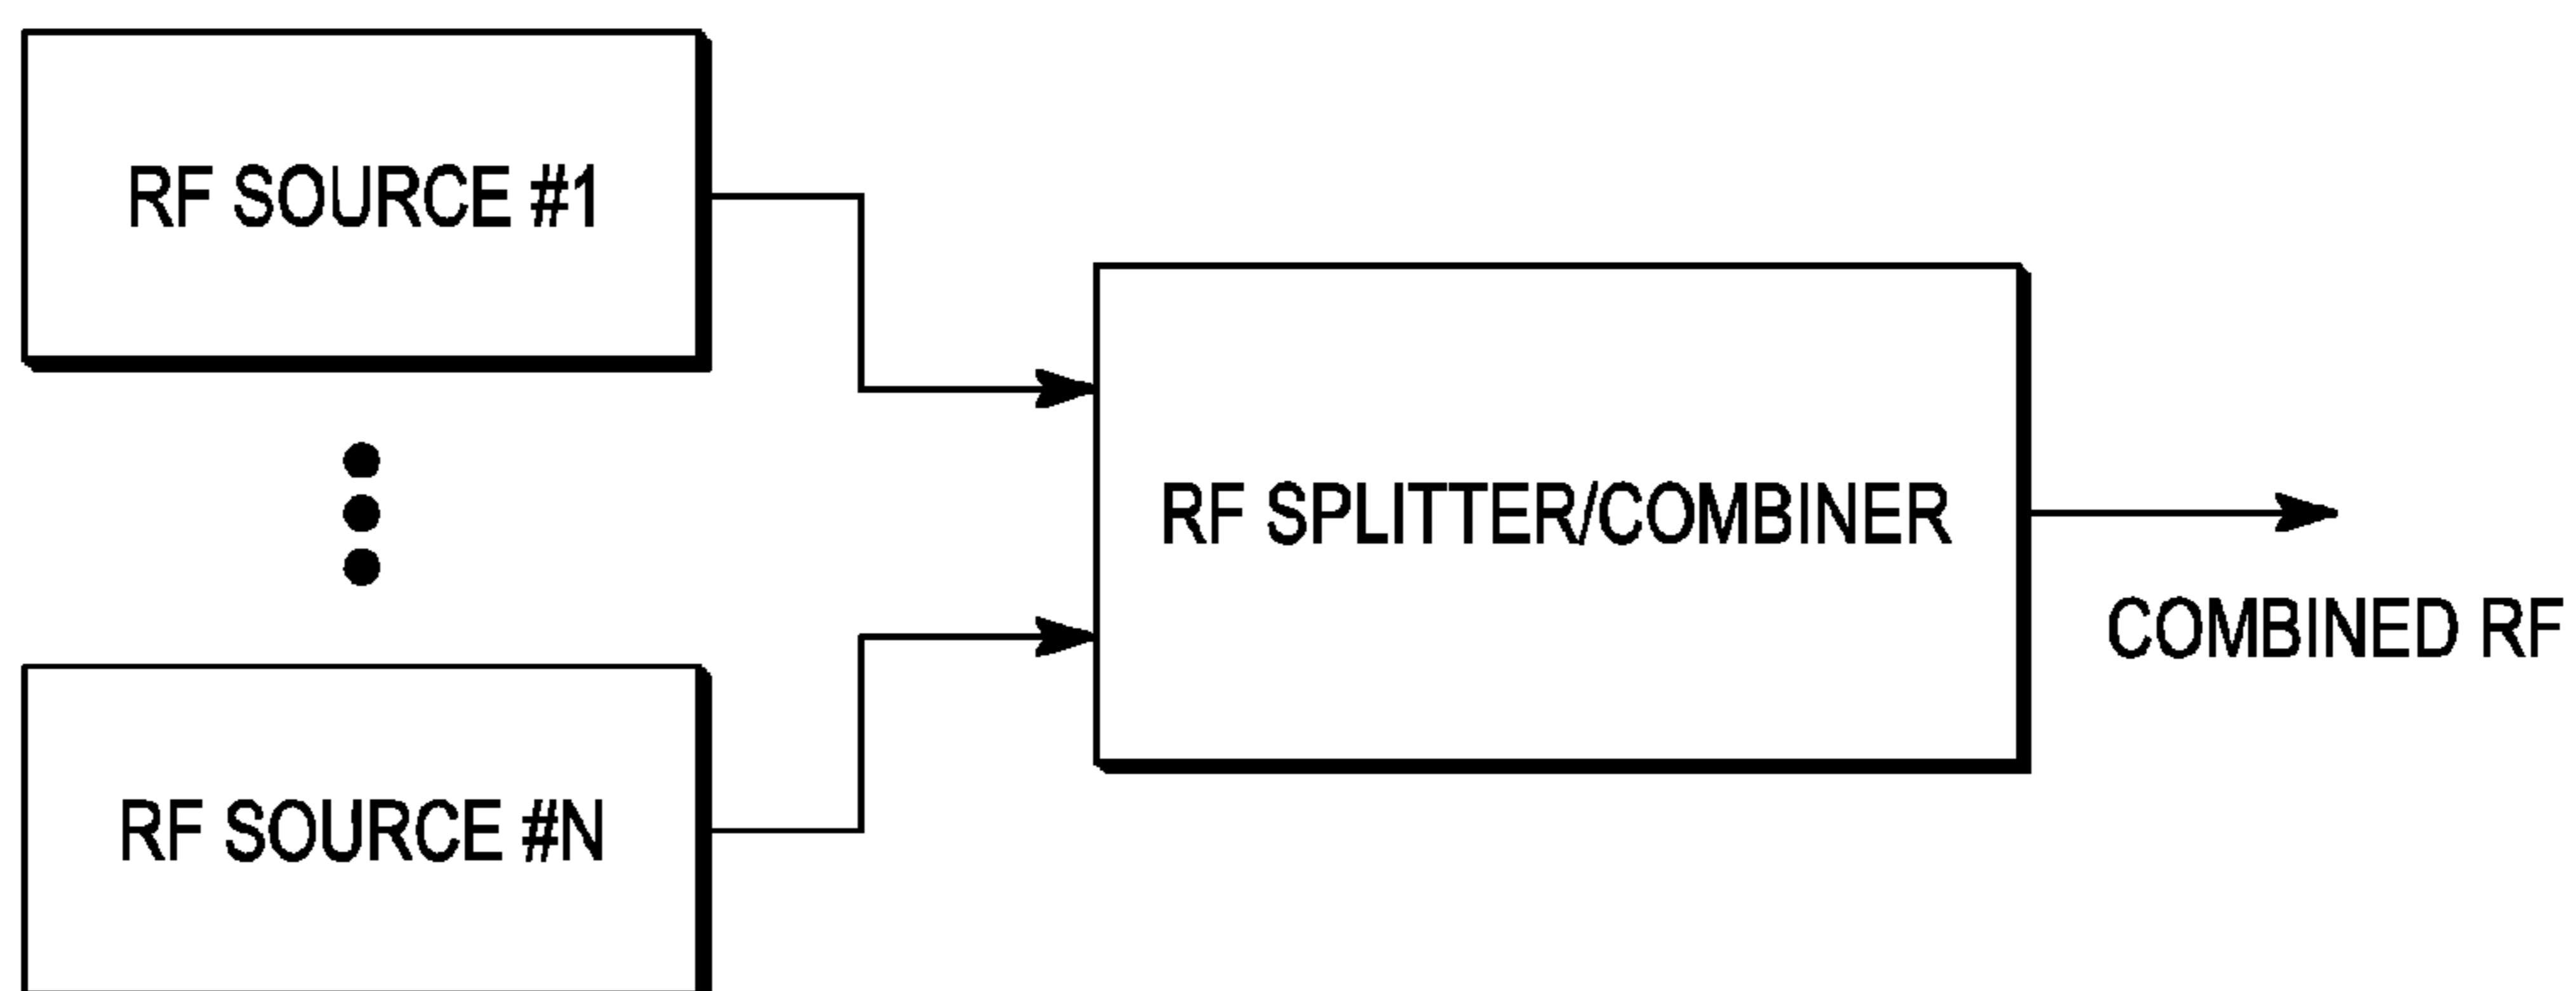 RF SOURCE #1
RF SPLITTER/COMBINER
COMBINED RF
RF SOURCE #N